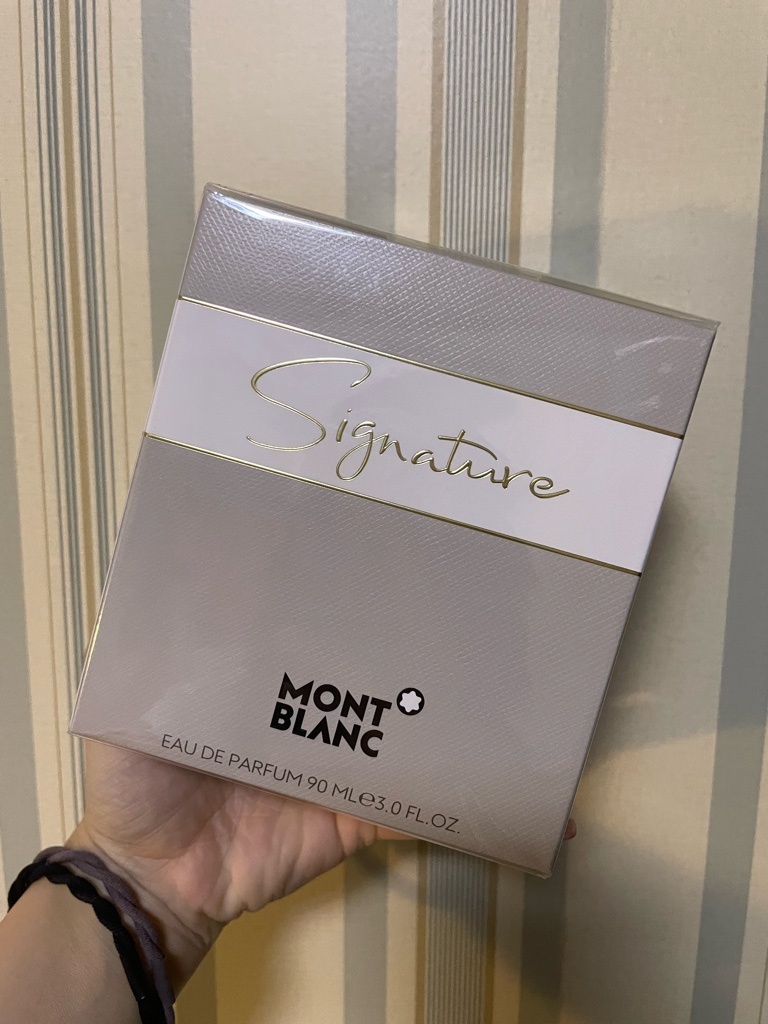 Signature
MONT
BLANC
EAU DE PARFUM 90 ML℮3.0 FL.OZ.